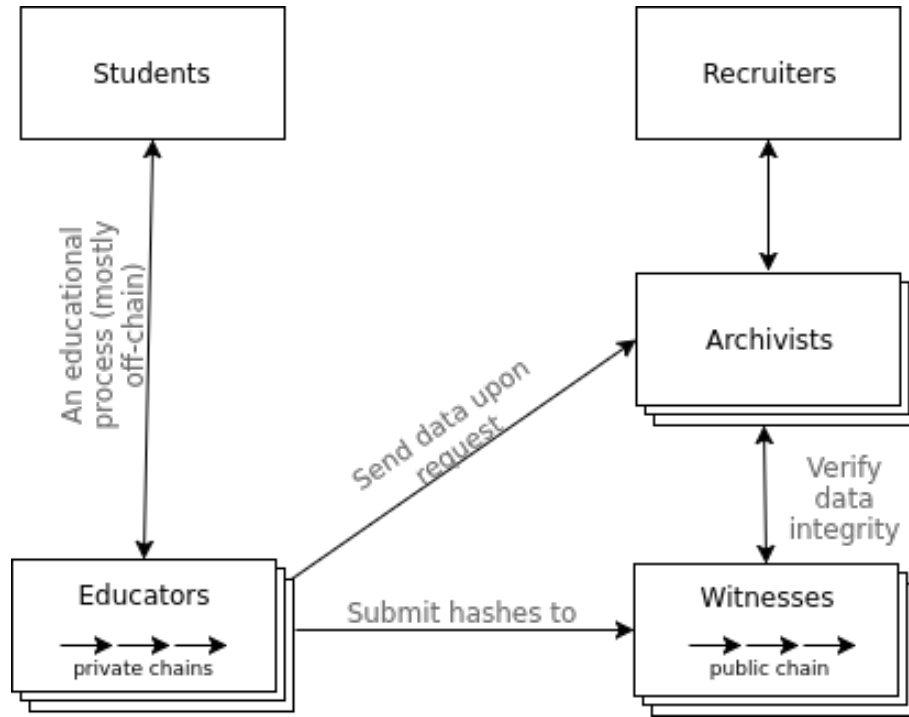 Students
Recruiters
An educational
process (mostly
off-chain)
Archivists
Send data upon
request
Verify
data
integrity
Educators
private chains
Submit hashes to
Witnesses
public chain